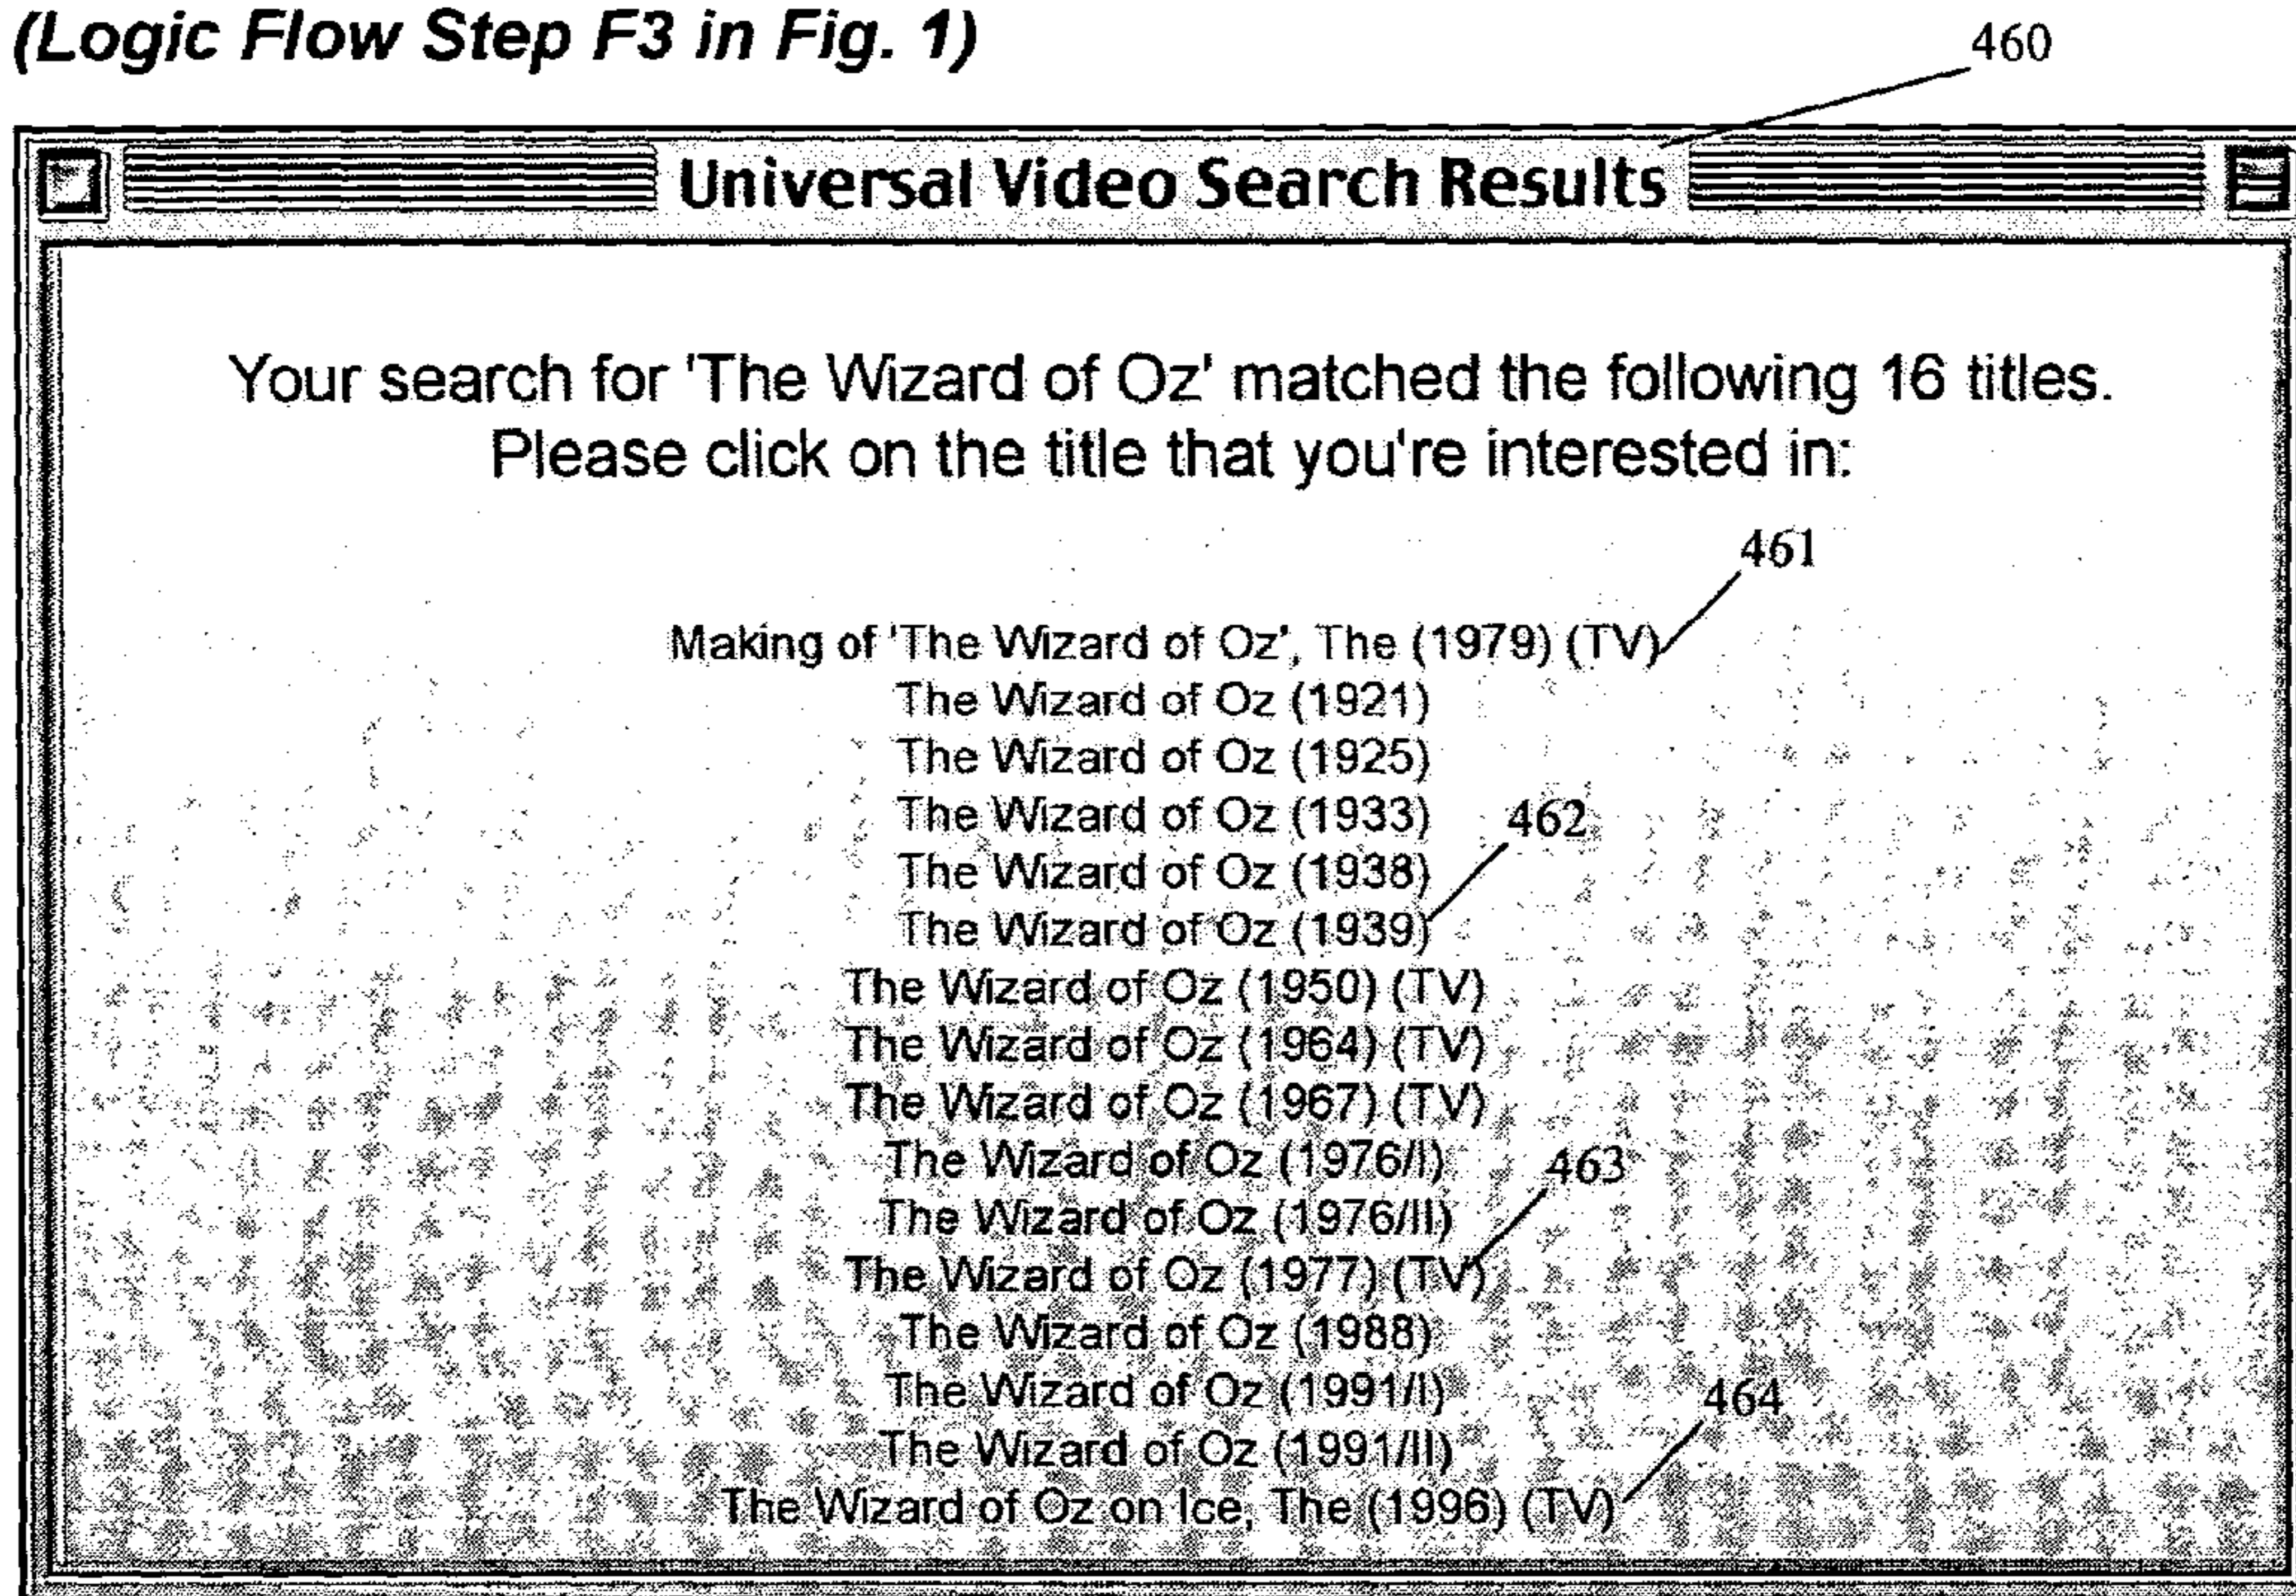 (Logic Flow Step F3 in Fig. 1)
460
Universal Video Search Results
Your search for 'The Wizard of Oz' matched the following 16 titles.
Please click on the title that you're interested in:
461
Making of 'The Wizard of Oz', The (1979) (TV)
The Wizard of Oz (1921)
The Wizard of Oz (1925)
The Wizard of Oz (1933)
462
The Wizard of Oz (1938)
The Wizard of Oz (1939)
The Wizard of Oz (1950) (TV)
The Wizard of Oz (1964) (TV)
The Wizard of Oz (1967) (TV)
The Wizard of Oz (1976/I)
463
The Wizard of Oz (1976/II)
The Wizard of Oz (1977) (TV)
The Wizard of Oz (1988)
The Wizard of Oz (1991/I)
464
The Wizard of Oz (1991/II)
The Wizard of Oz on Ice, The (1996) (TV)